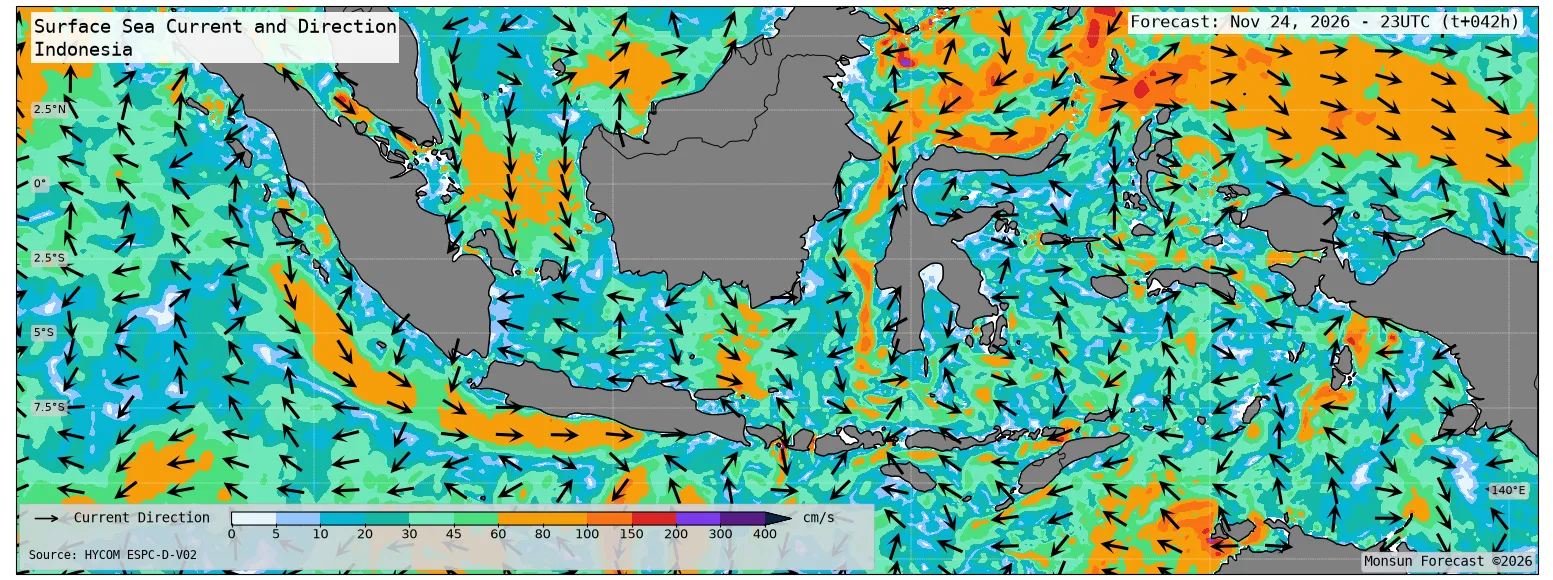 Surface Sea Current and Direction
Indonesia
Forecast: Nov 24, 2026 - 23UTC (t+042h)
2.5°N
0°
2.5°S
5°S
7.5°S
140°E
Current Direction
0 5 10 20 30 45 60 80 100 150 200 300 400 cm/s
Source: HYCOM ESPC-D-V02
Monsun Forecast ©2026